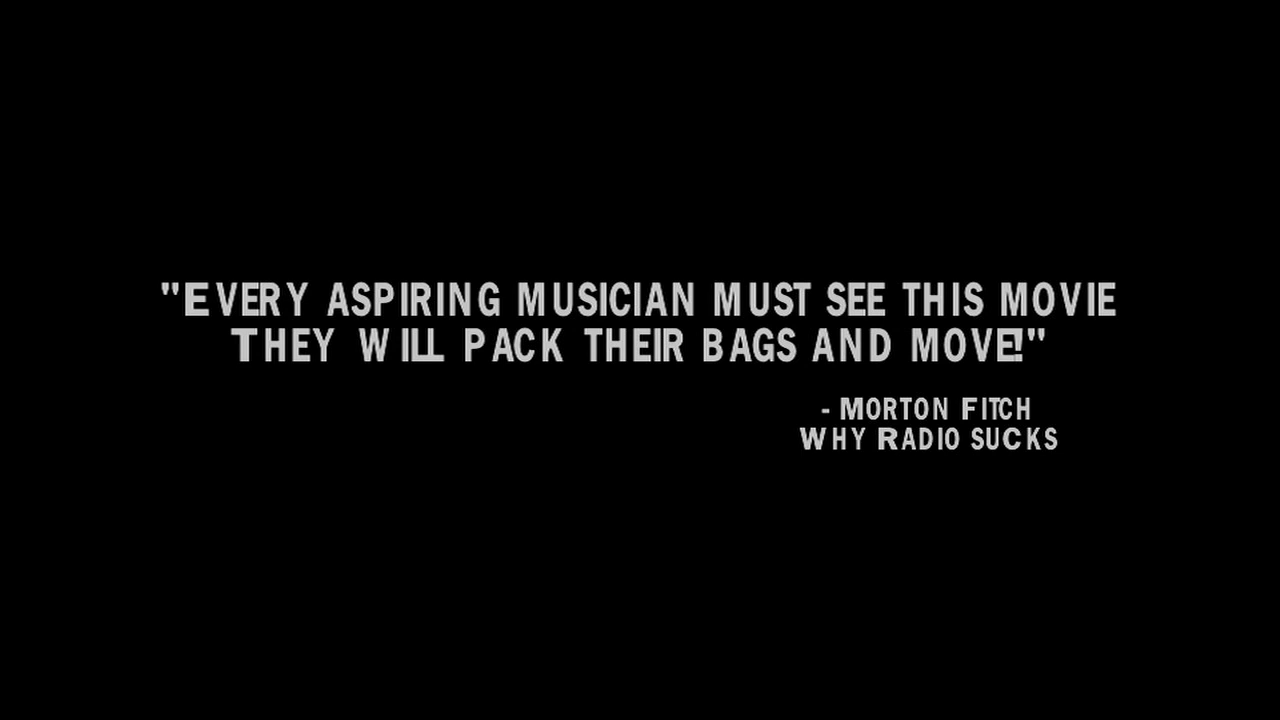 "EVERY ASPIRING MUSICIAN MUST SEE THIS MOVIE
THEY WILL PACK THEIR BAGS AND MOVE!"
- MORTON FITCH
WHY RADIO SUCKS